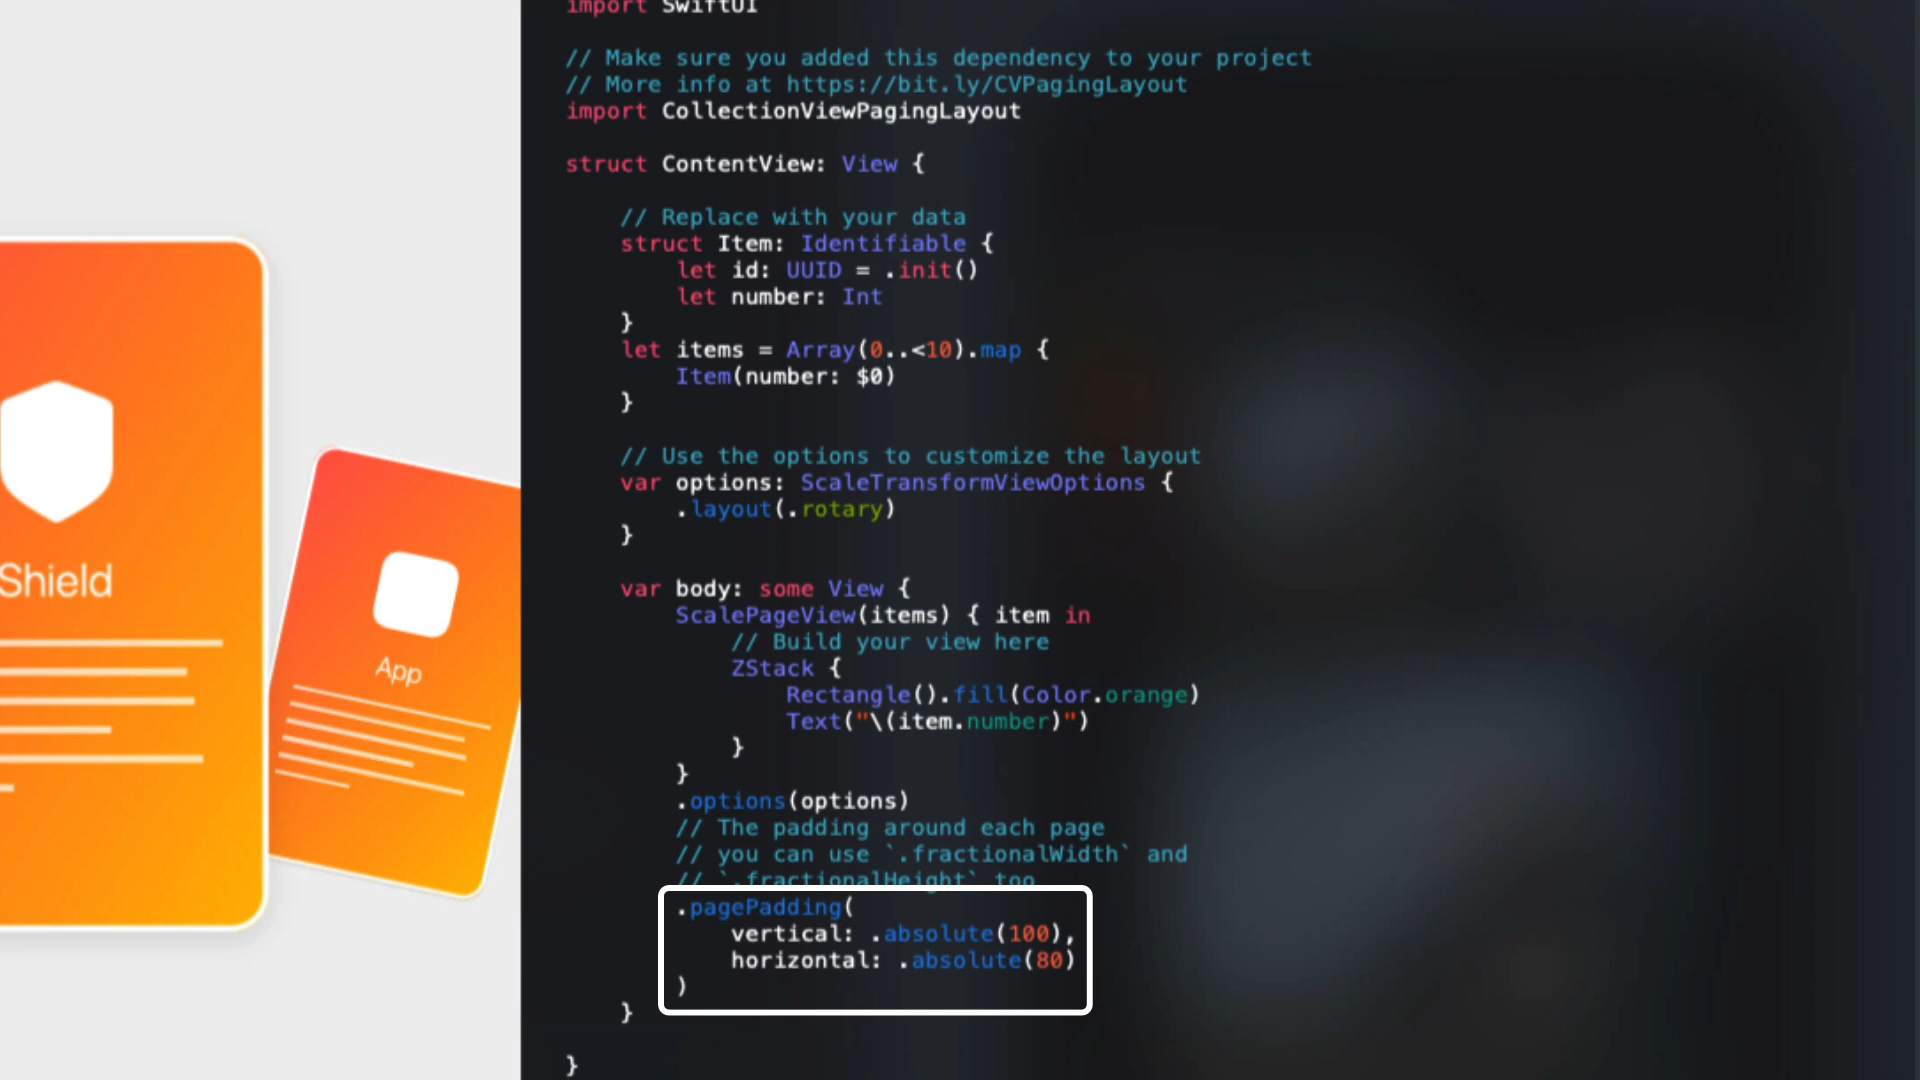 Shield
App
import SwiftUI
// Make sure you added this dependency to your project
// More info at https://bit.ly/CVPagingLayout
import CollectionViewPagingLayout
struct ContentView: View {
// Replace with your data
struct Item: Identifiable {
let id: UUID = .init()
let number: Int
}
let items = Array(0..<10).map {
Item(number: $0)
}
// Use the options to customize the layout
var options: ScaleTransformViewOptions {
.layout(.rotary)
}
var body: some View {
ScalePageView(items) { item in
// Build your view here
ZStack {
Rectangle().fill(Color.orange)
Text("\(item.number)")
}
}
.options(options)
// The padding around each page
// you can use `.fractionalWidth` and
// `.fractionalHeight` too
.pagePadding(
vertical: .absolute(100),
horizontal: .absolute(80)
)
}
}